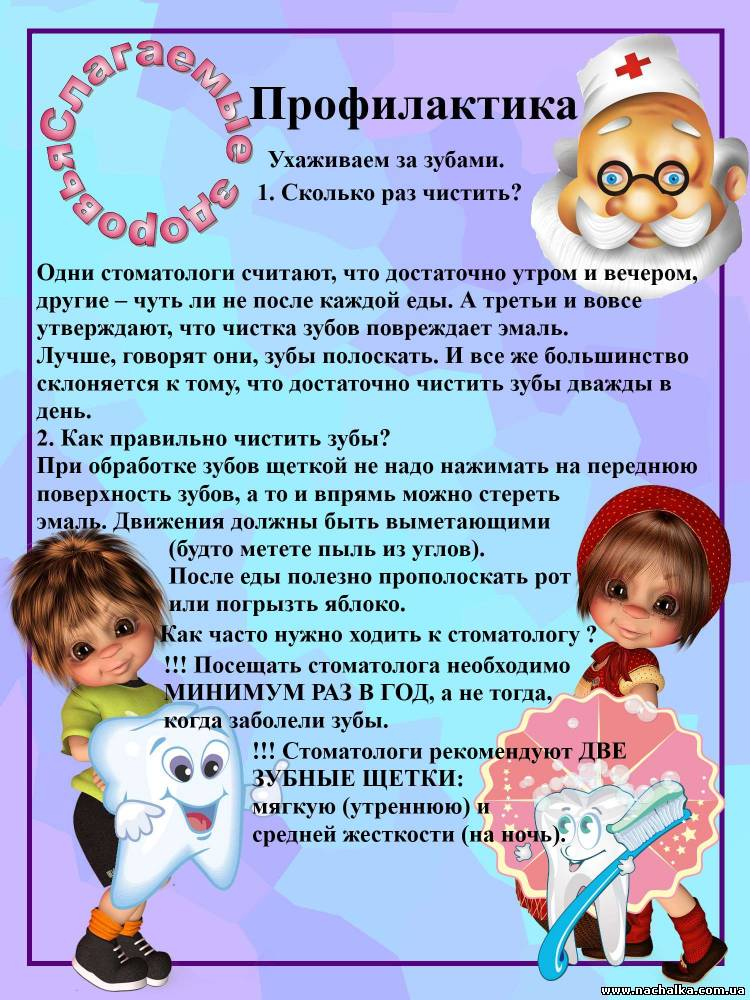 Слагаемые здоровья
Профилактика
Ухаживаем за зубами.
1. Сколько раз чистить?
Одни стоматологи считают, что достаточно утром и вечером,
другие – чуть ли не после каждой еды. А третьи и вовсе
утверждают, что чистка зубов повреждает эмаль.
Лучше, говорят они, зубы полоскать. И все же большинство
склоняется к тому, что достаточно чистить зубы дважды в
день.
2. Как правильно чистить зубы?
При обработке зубов щеткой не надо нажимать на переднюю
поверхность зубов, а то и впрямь можно стереть
эмаль. Движения должны быть выметающими
(будто метете пыль из углов).
После еды полезно прополоскать рот
или погрызть яблоко.
Как часто нужно ходить к стоматологу ?
!!! Посещать стоматолога необходимо
МИНИМУМ РАЗ В ГОД, а не тогда,
когда заболели зубы.
!!! Стоматологи рекомендуют ДВЕ
ЗУБНЫЕ ЩЕТКИ:
мягкую (утреннюю) и
средней жесткости (на ночь).
www.nachalka.com.ua